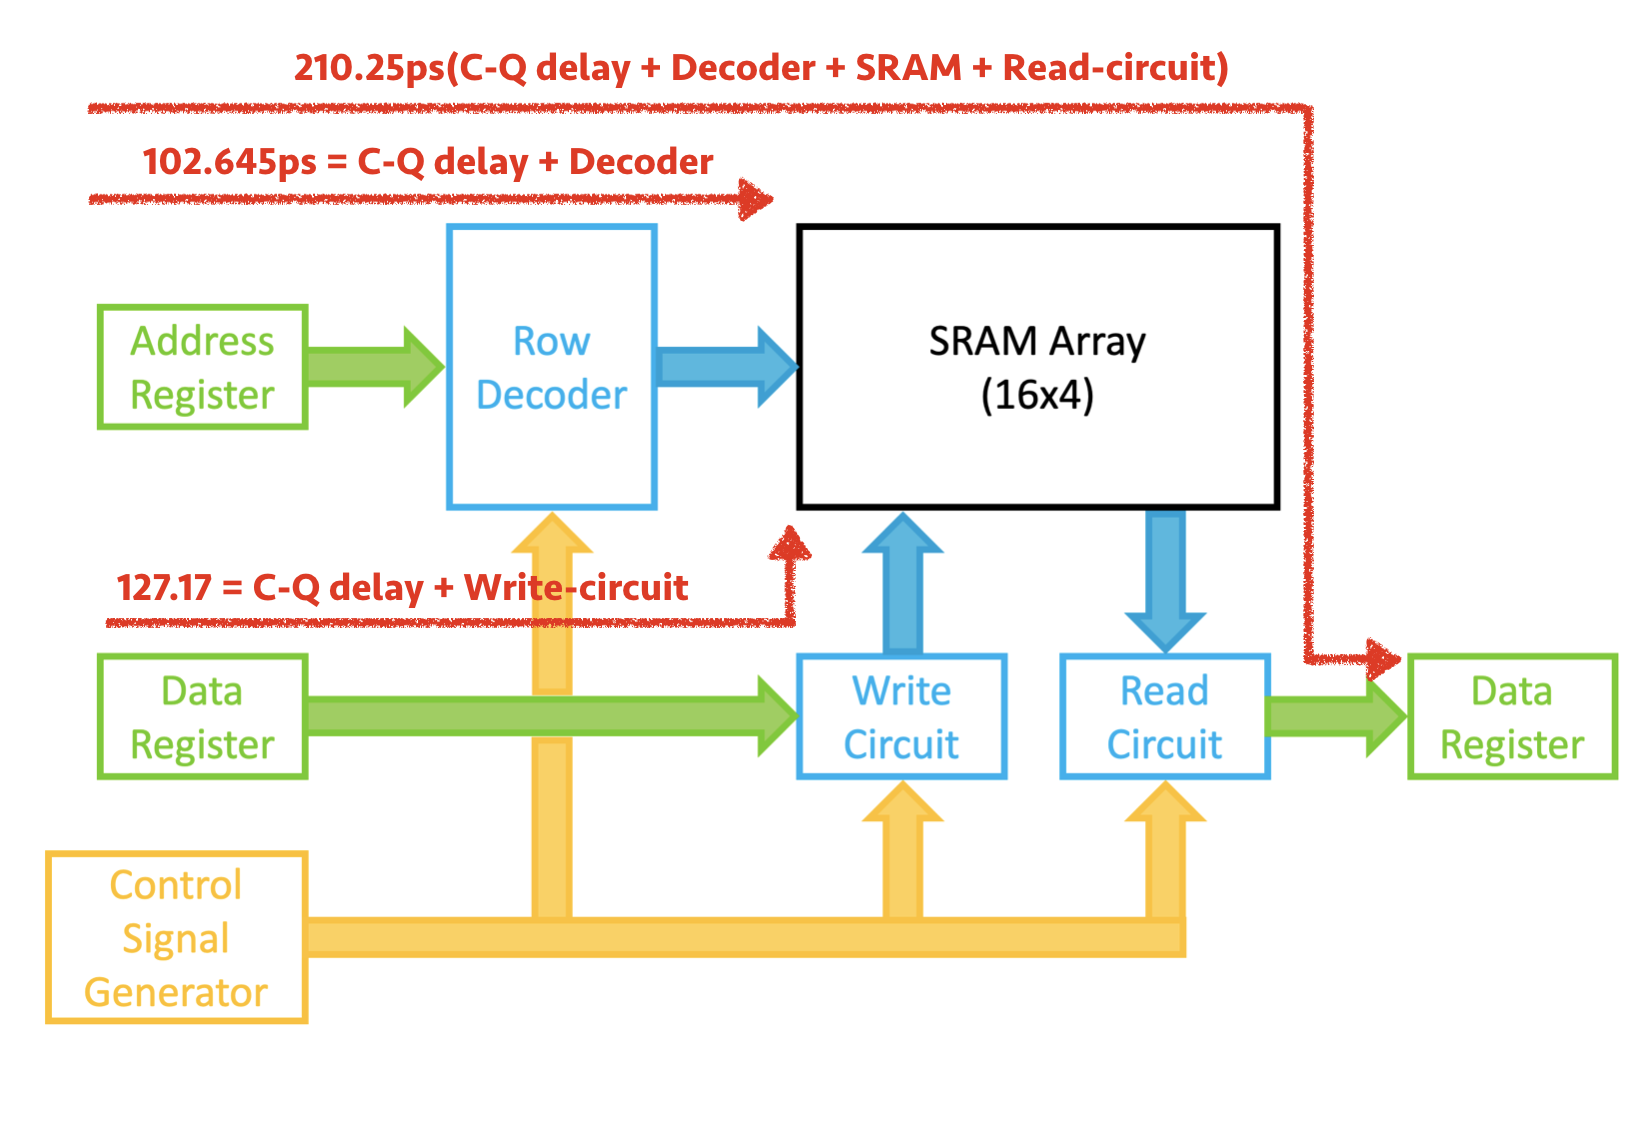 210.25ps(C-Q delay + Decoder + SRAM + Read-circuit)
102.645ps = C-Q delay + Decoder
Address
Register
Row
Decoder
SRAM Array
(16x4)
127.17 = C-Q delay + Write-circuit
Data
Register
Write
Circuit
Read
Circuit
Data
Register
Control
Signal
Generator